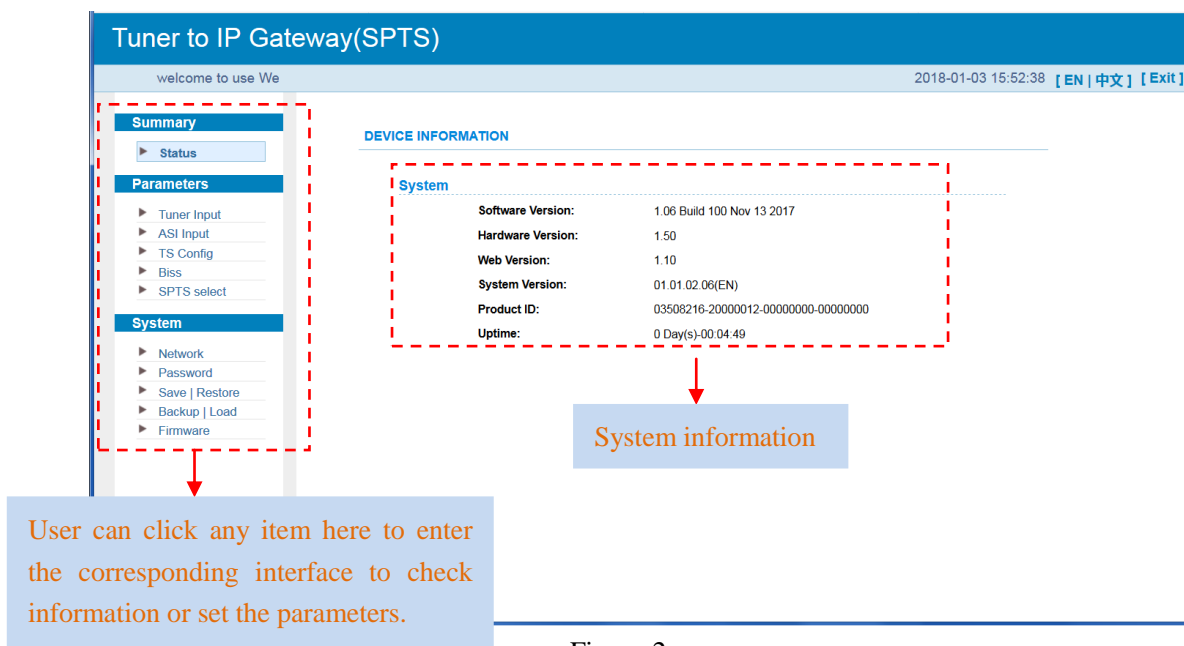 Tuner to IP Gateway(SPTS)
welcome to use We
2018-01-03 15:52:38 [ EN | 中文 ] [ Exit ]
Summary
Status
Parameters
Tuner Input
ASI Input
TS Config
Biss
SPTS select
System
Network
Password
Save | Restore
Backup | Load
Firmware
DEVICE INFORMATION
System
Software Version: 1.06 Build 100 Nov 13 2017
Hardware Version: 1.50
Web Version: 1.10
System Version: 01.01.02.06(EN)
Product ID: 03508216-20000012-00000000-00000000
Uptime: 0 Day(s)-00:04:49
System information
User can click any item here to enter
the corresponding interface to check
information or set the parameters.